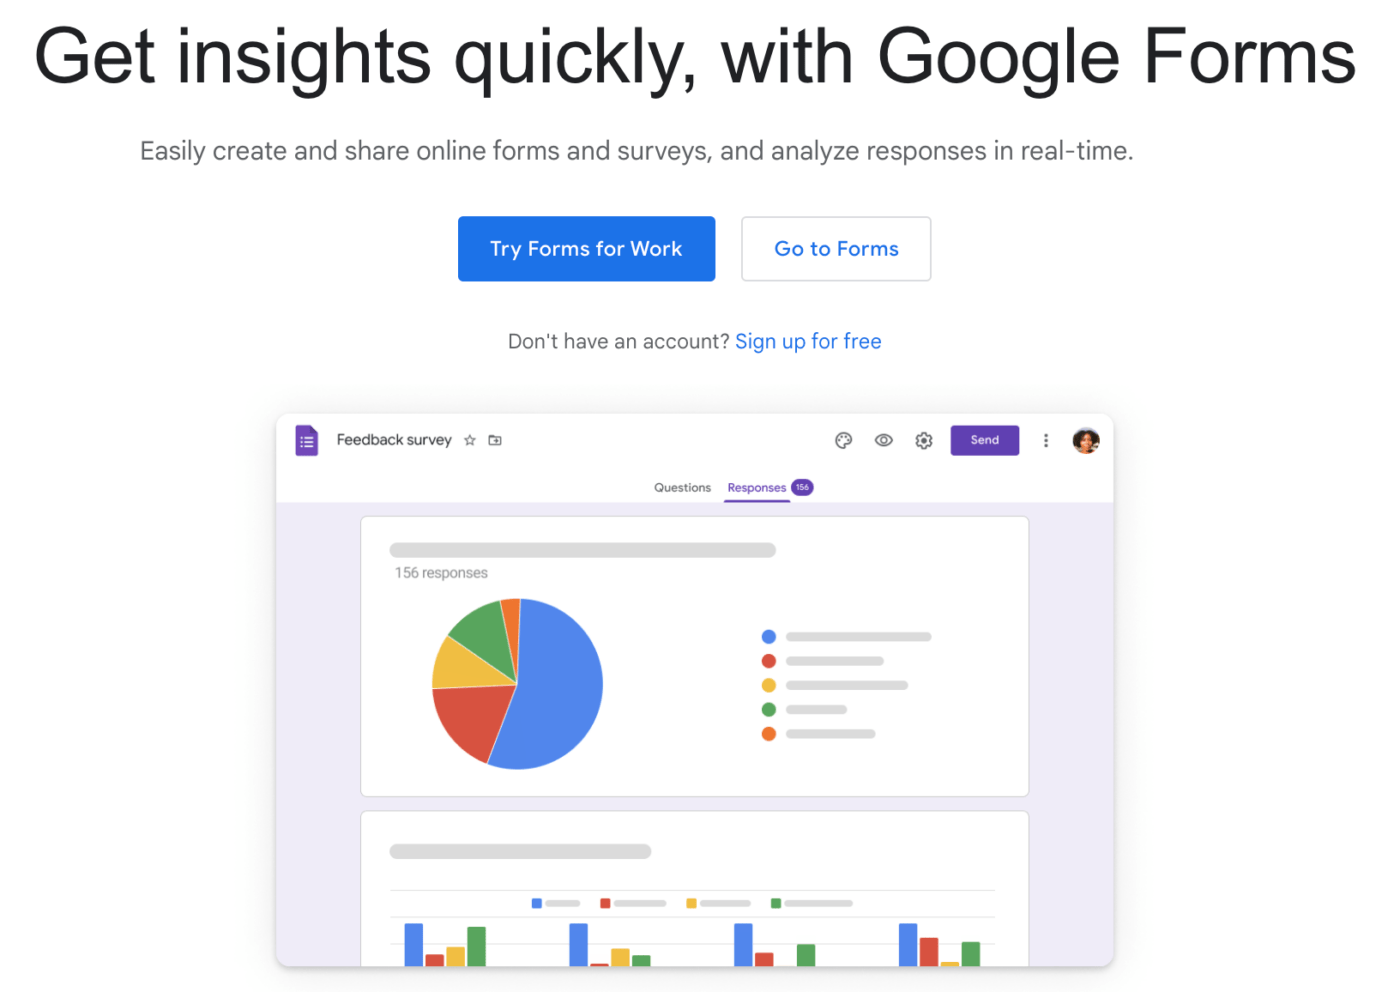 Get insights quickly, with Google Forms
Easily create and share online forms and surveys, and analyze responses in real-time.
Try Forms for Work
Go to Forms
Don't have an account? Sign up for free
Feedback survey
Send
Questions
Responses 156
156 responses